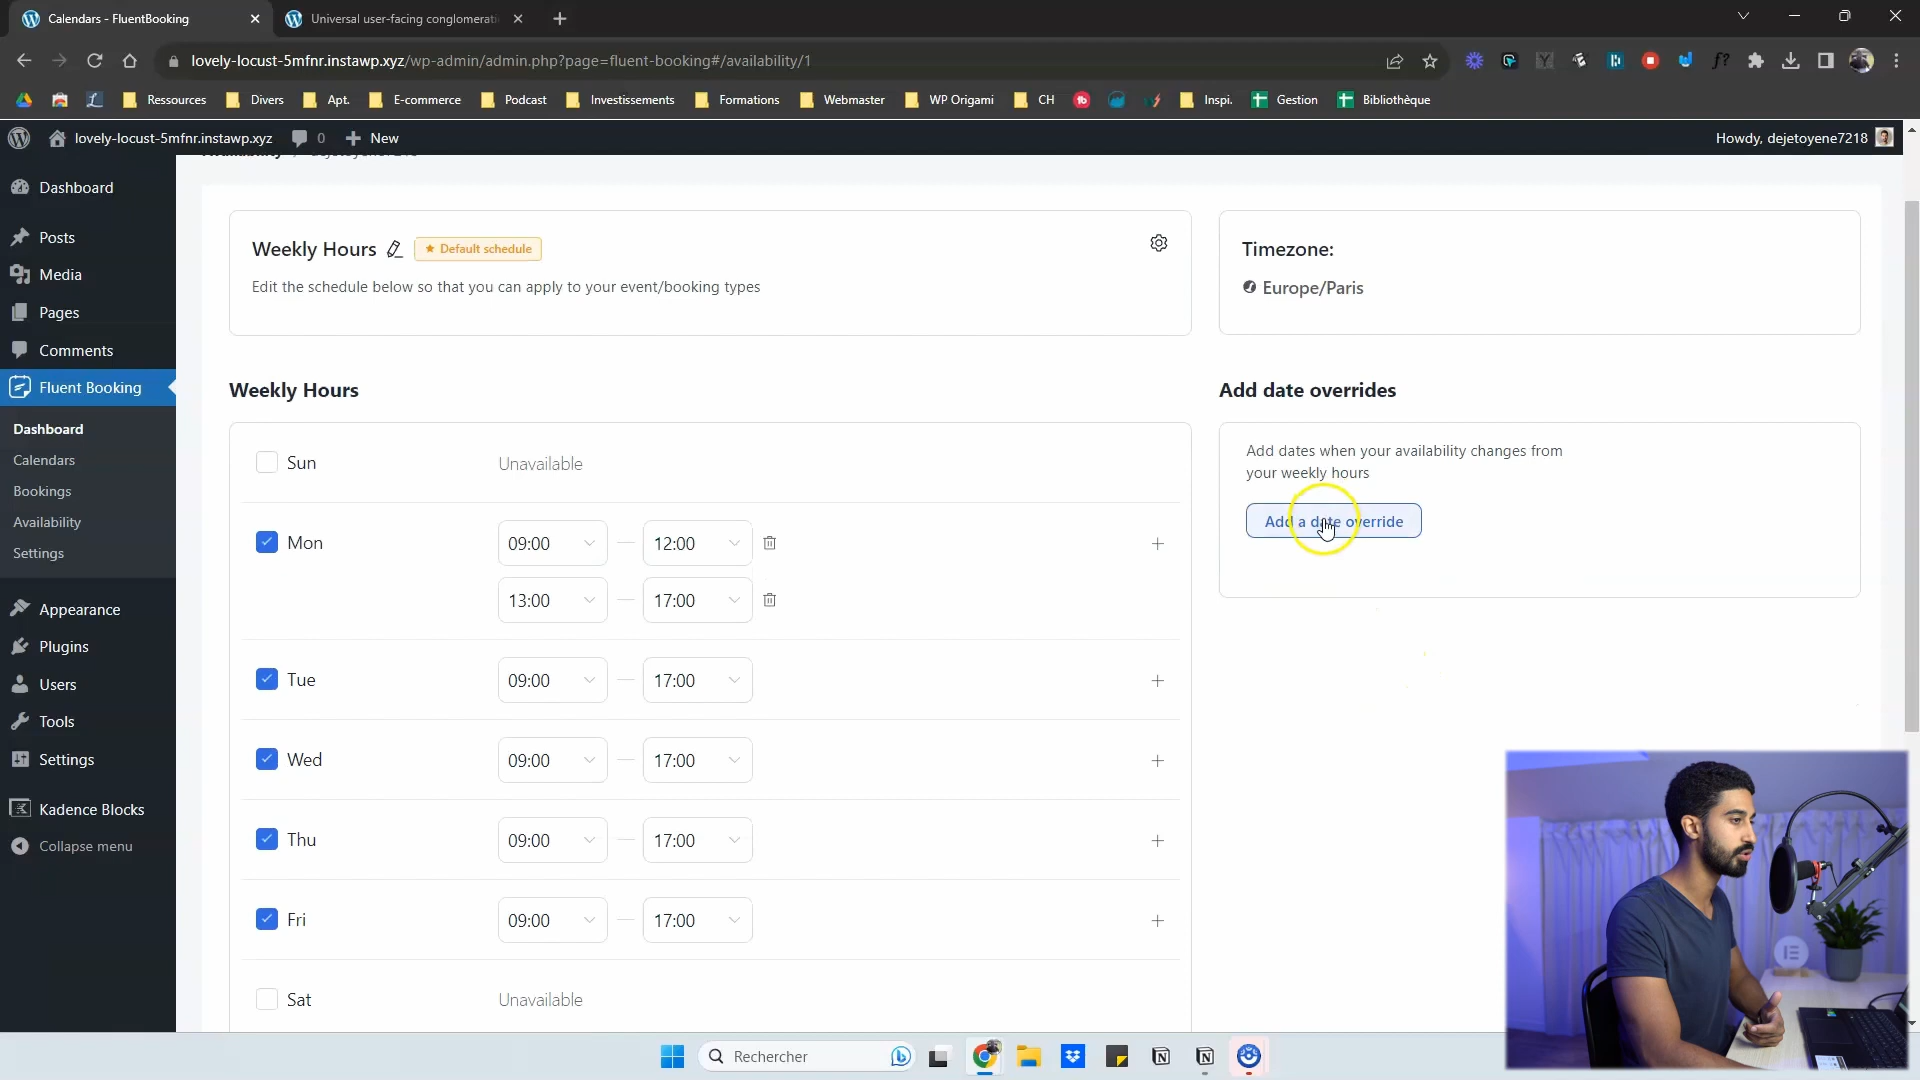 Calendars - FluentBooking
Universal user-facing conglomerati
lovely-locust-5mfnr.instawp.xyz/wp-admin/admin.php?page=fluent-booking#/availability/1
Ressources
Divers
Apt.
E-commerce
Podcast
Investissements
Formations
Webmaster
WP Origami
CH
Inspi.
Gestion
Bibliothèque
lovely-locust-5mfnr.instawp.xyz
0
New
Howdy, dejetoyene7218
Dashboard
Posts
Media
Pages
Comments
Fluent Booking
Dashboard
Calendars
Bookings
Availability
Settings
Appearance
Plugins
Users
Tools
Settings
Kadence Blocks
Collapse menu
Weekly Hours
Default schedule
Edit the schedule below so that you can apply to your event/booking types
Timezone:
Europe/Paris
Weekly Hours
Sun Unavailable
Mon 09:00 — 12:00
13:00 — 17:00
Tue 09:00 — 17:00
Wed 09:00 — 17:00
Thu 09:00 — 17:00
Fri 09:00 — 17:00
Sat Unavailable
Add date overrides
Add dates when your availability changes from
your weekly hours
Add a date override
Rechercher